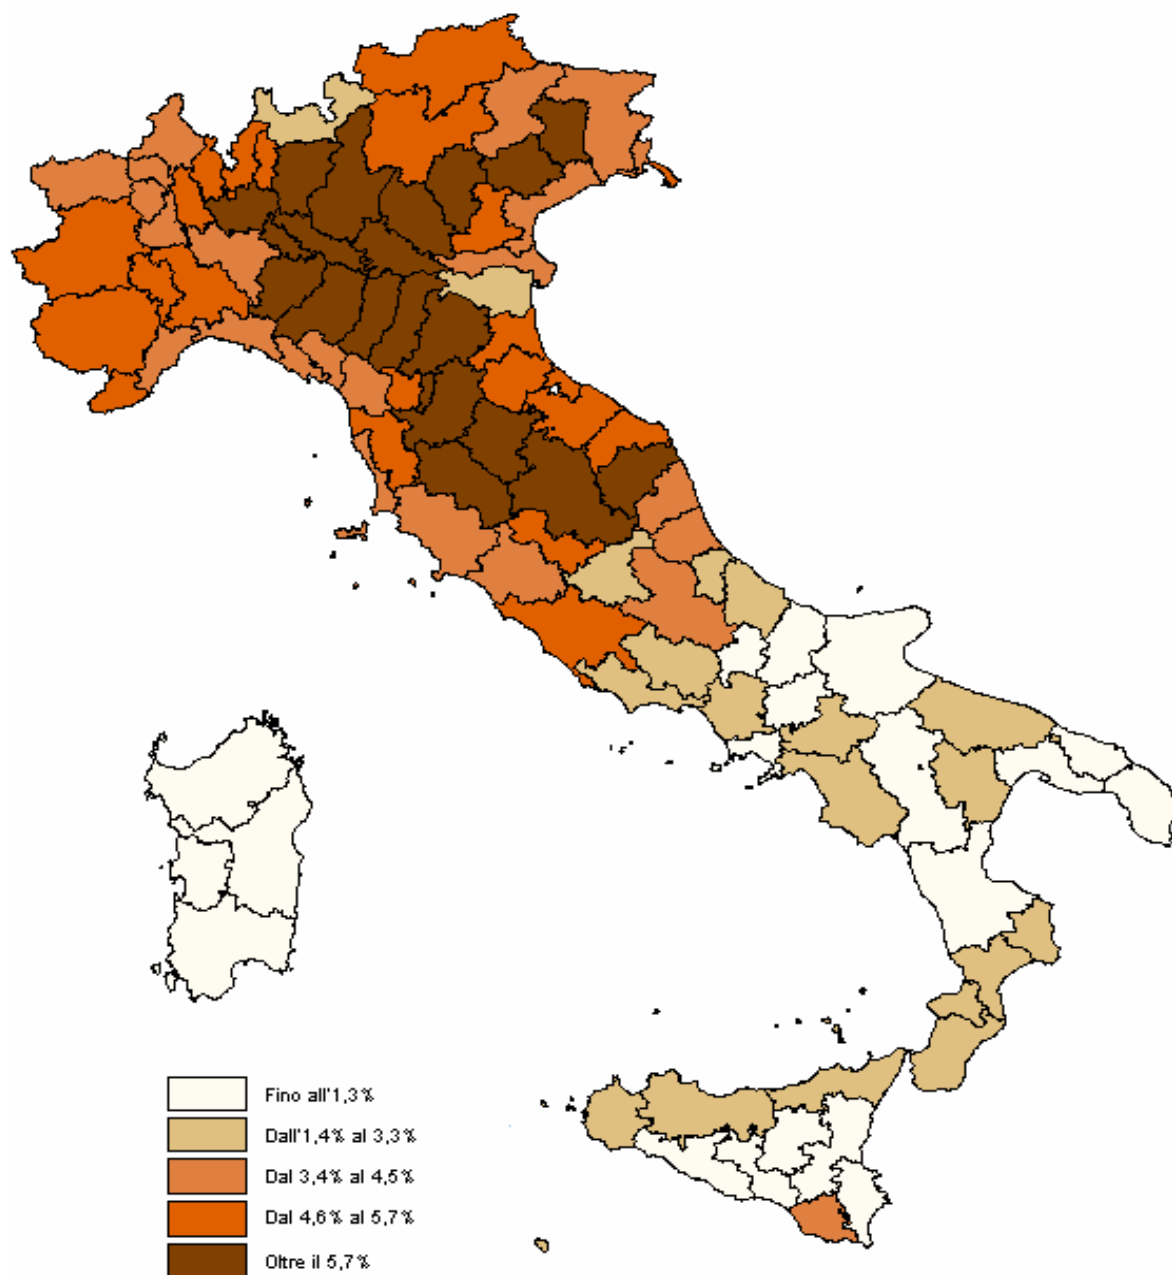 Fino all'1,3%
Dall'1,4% al 3,3%
Dal 3,4% al 4,5%
Dal 4,6% al 5,7%
Oltre il 5,7%